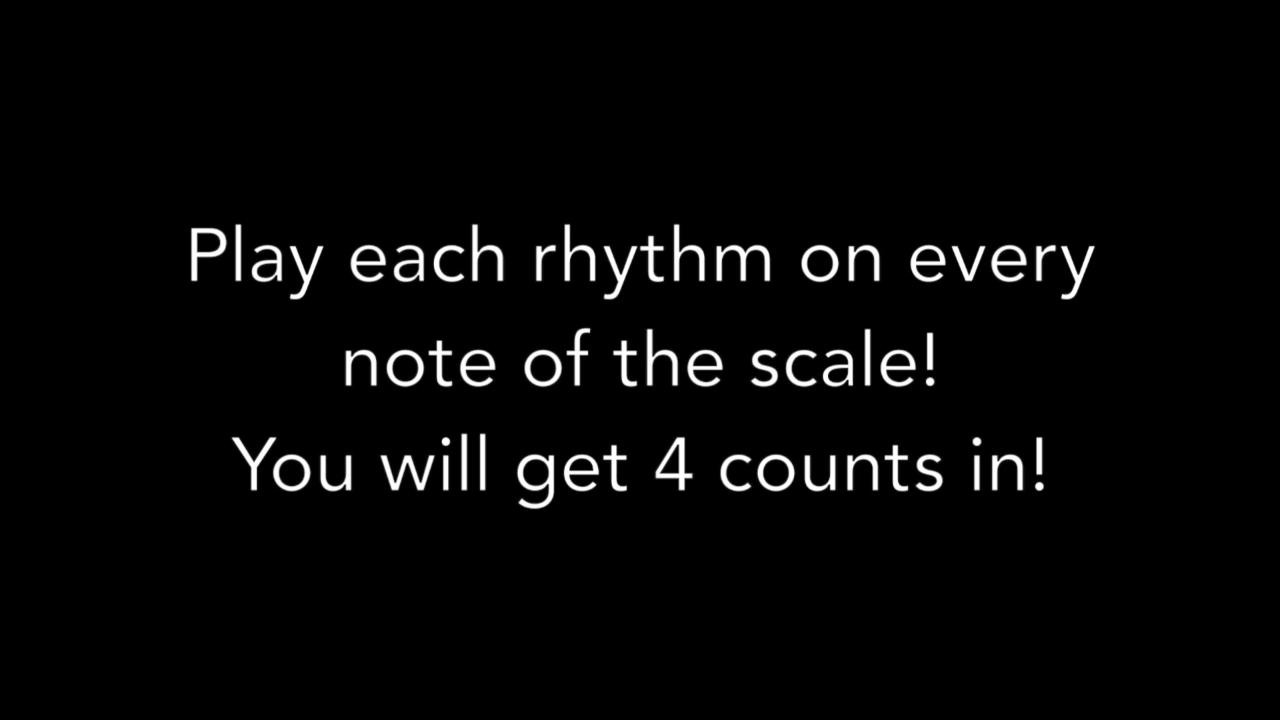 Play each rhythm on every
note of the scale!
You will get 4 counts in!